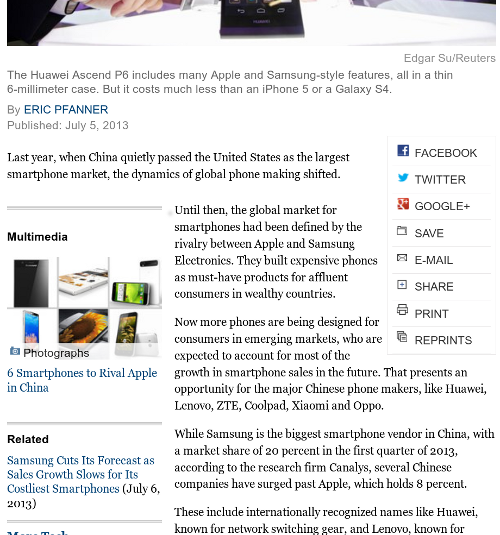 HUAWEI
Edgar Su/Reuters
The Huawei Ascend P6 includes many Apple and Samsung-style features, all in a thin
6-millimeter case. But it costs much less than an iPhone 5 or a Galaxy S4.
By ERIC PFANNER
Published: July 5, 2013
Last year, when China quietly passed the United States as the largest
smartphone market, the dynamics of global phone making shifted.
FACEBOOK
TWITTER
GOOGLE+
SAVE
E-MAIL
SHARE
PRINT
REPRINTS
Multimedia
Photographs
6 Smartphones to Rival Apple
in China
Related
Samsung Cuts Its Forecast as
Sales Growth Slows for Its
Costliest Smartphones (July 6,
2013)
Until then, the global market for
smartphones had been defined by the
rivalry between Apple and Samsung
Electronics. They built expensive phones
as must-have products for affluent
consumers in wealthy countries.
Now more phones are being designed for
consumers in emerging markets, who are
expected to account for most of the
growth in smartphone sales in the future. That presents an
opportunity for the major Chinese phone makers, like Huawei,
Lenovo, ZTE, Coolpad, Xiaomi and Oppo.
While Samsung is the biggest smartphone vendor in China, with
a market share of 20 percent in the first quarter of 2013,
according to the research firm Canalys, several Chinese
companies have surged past Apple, which holds 8 percent.
These include internationally recognized names like Huawei,
known for network switching gear, and Lenovo, known for